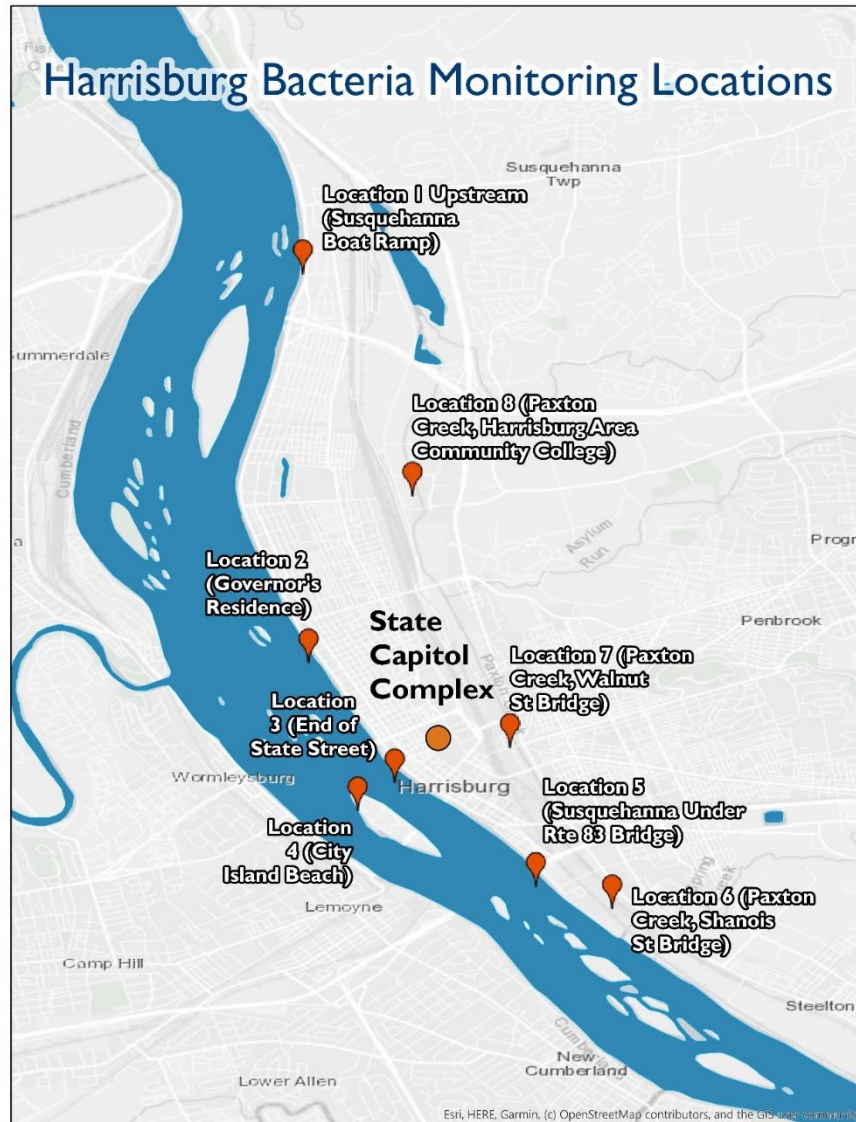 Harrisburg Bacteria Monitoring Locations
Susquehanna
Twp
Location 1 Upstream
(Susquehanna
Boat Ramp)
Summerdale
Cumberland
Location 8 (Paxton
Creek, Harrisburg Area
Community College)
Asylum
Run
Location 2
(Governor's
Residence)
Penbrook
State
Capitol
Complex
Location 7 (Paxton
Creek, Walnut
St Bridge)
Location
3 (End of
State Street)
Wormleysburg
Harrisburg
Location 5
(Susquehanna Under
Rte 83 Bridge)
Location
4 (City
Island Beach)
Lemoyne
Location 6 (Paxton
Creek, Shanois
St Bridge)
Camp Hill
Steelton
Cumberland
New
Cumberland
Lower Allen
Esri, HERE, Garmin, (c) OpenStreetMap contributors, and the GIS user community